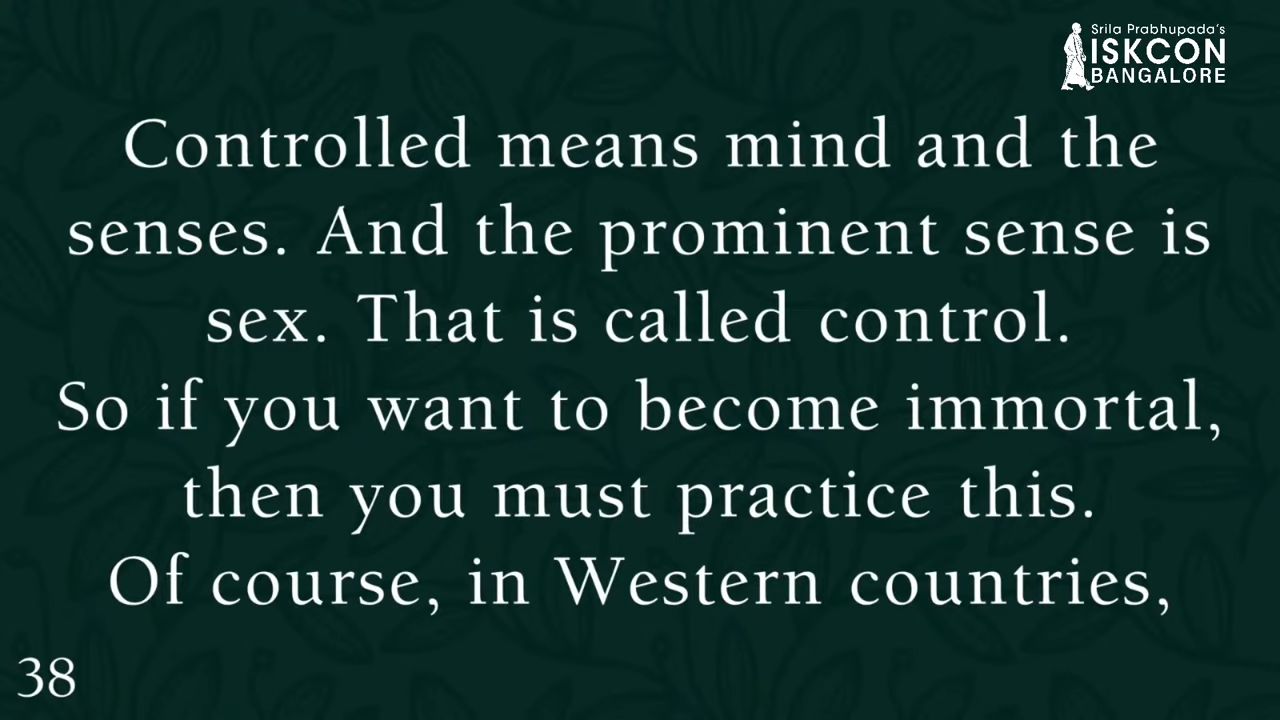 Srila Prabhupada's
ISKCON
BANGALORE
Controlled means mind and the
senses. And the prominent sense is
sex. That is called control.
So if you want to become immortal,
then you must practice this.
Of course, in Western countries,
38